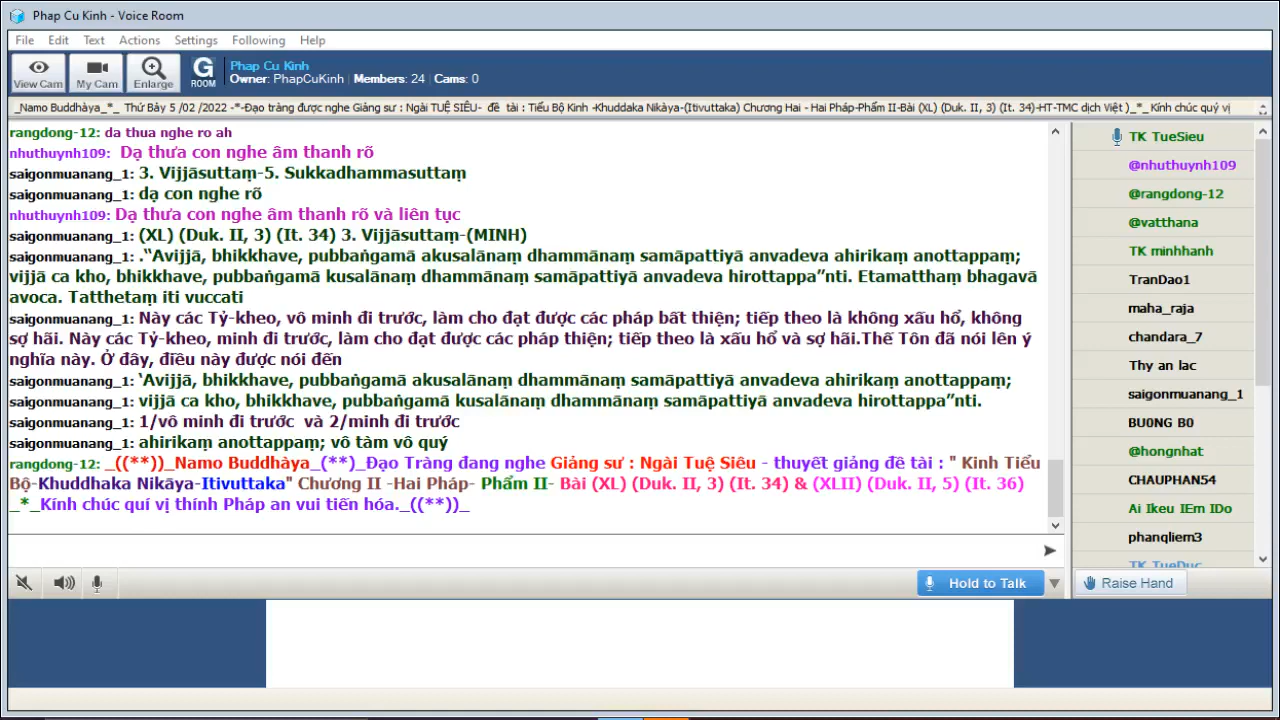 Phap Cu Kinh - Voice Room
File Edit Text Actions Settings Following Help
View Cam My Cam Enlarge G ROOM
Phap Cu Kinh
Owner: PhapCuKinh Members: 24 Cams: 0
_Namo Buddhàya_*_ Thứ Bảy 5 /02 /2022 -*-Đạo tràng được nghe Giảng sư : Ngài TUỆ SIÊU- đề tài : Tiểu Bộ Kinh -Khuddaka Nikàya-(Itivuttaka) Chương Hai - Hai Pháp-Phẩm II-Bài (XL) (Duk. II, 3) (It. 34)-HT-TMC dịch Việt )_*_ Kính chúc quý vị
rangdong-12: da thua nghe ro ah
nhuthuynh109: Dạ thưa con nghe âm thanh rõ
saigonmuanang_1: 3. Vijjāsuttaṃ-5. Sukkadhammasuttaṃ
saigonmuanang_1: dạ con nghe rõ
nhuthuynh109: Dạ thưa con nghe âm thanh rõ và liên tục
saigonmuanang_1: (XL) (Duk. II, 3) (It. 34) 3. Vijjāsuttaṃ-(MINH)
saigonmuanang_1: .‘‘Avijjā, bhikkhave, pubbaṅgamā akusalānaṃ dhammānaṃ samāpattiyā anvadeva ahirikaṃ anottappaṃ;
vijjā ca kho, bhikkhave, pubbaṅgamā kusalānaṃ dhammānaṃ samāpattiyā anvadeva hirottappa’’nti. Etamatthaṃ bhagavā
avoca. Tatthetaṃ iti vuccati
saigonmuanang_1: Này các Tỷ-kheo, vô minh đi trước, làm cho đạt được các pháp bất thiện; tiếp theo là không xấu hổ, không
sợ hãi. Này các Tỷ-kheo, minh đi trước, làm cho đạt được các pháp thiện; tiếp theo là xấu hổ và sợ hãi.Thế Tôn đã nói lên ý
nghĩa này. Ở đây, điều này được nói đến
saigonmuanang_1: ‘Avijjā, bhikkhave, pubbaṅgamā akusalānaṃ dhammānaṃ samāpattiyā anvadeva ahirikaṃ anottappaṃ;
saigonmuanang_1: vijjā ca kho, bhikkhave, pubbaṅgamā kusalānaṃ dhammānaṃ samāpattiyā anvadeva hirottappa’’nti.
saigonmuanang_1: 1/vô minh đi trước và 2/minh đi trước
saigonmuanang_1: ahirikaṃ anottappaṃ; vô tàm vô quý
rangdong-12: _((**))_Namo Buddhàya_(**)_Đạo Tràng đang nghe Giảng sư : Ngài Tuệ Siêu - thuyết giảng đề tài : " Kinh Tiểu
Bộ-Khuddhaka Nikāya-Itivuttaka" Chương II -Hai Pháp- Phẩm II- Bài (XL) (Duk. II, 3) (It. 34) & (XLII) (Duk. II, 5) (It. 36)
_*_Kính chúc quí vị thính Pháp an vui tiến hóa._((**))_
TK TueSieu
@nhuthuynh109
@rangdong-12
@vatthana
TK minhhanh
TranDao1
maha_raja
chandara_7
Thy an lac
saigonmuanang_1
BU0NG B0
@hongnhat
CHAUPHAN54
Ai Ikeu IEm IDo
phanqliem3
TK TueDuc
Hold to Talk
Raise Hand